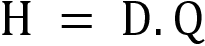 H = D.Q